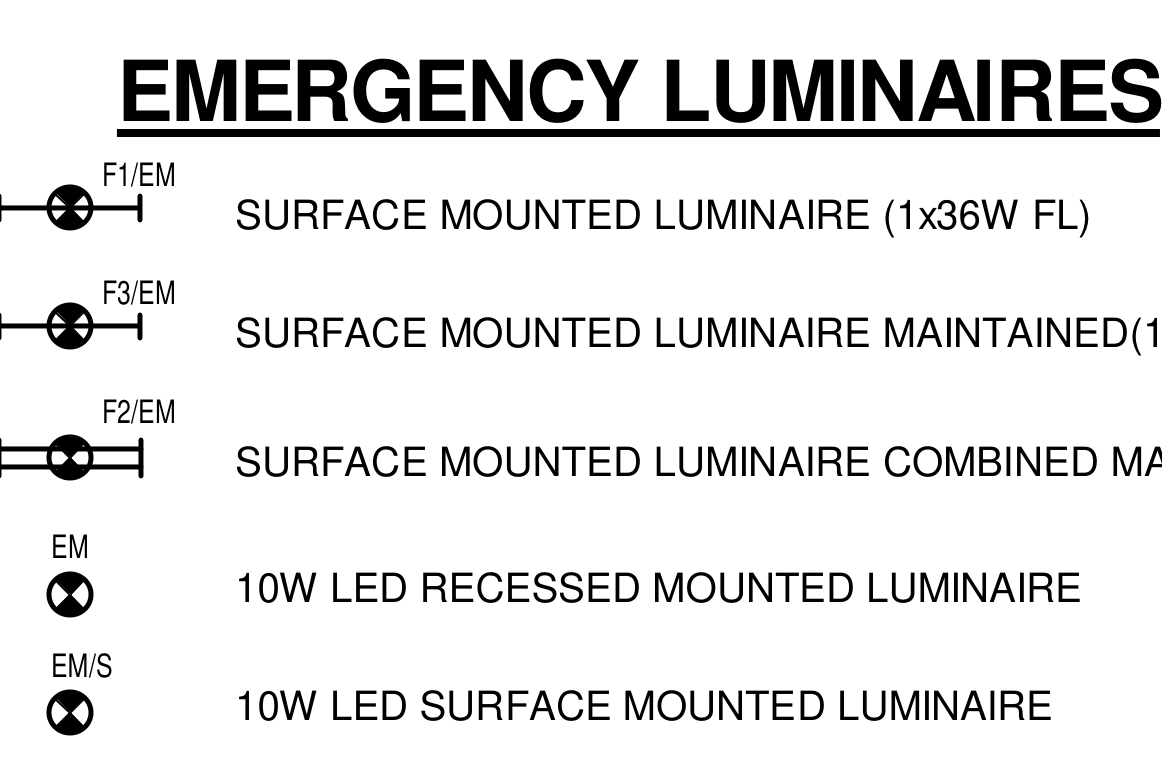 EMERGENCY LUMINAIRES
F1/EM
SURFACE MOUNTED LUMINAIRE (1x36W FL)
F3/EM
SURFACE MOUNTED LUMINAIRE MAINTAINED(1
F2/EM
SURFACE MOUNTED LUMINAIRE COMBINED MA
EM
10W LED RECESSED MOUNTED LUMINAIRE
EM/S
10W LED SURFACE MOUNTED LUMINAIRE